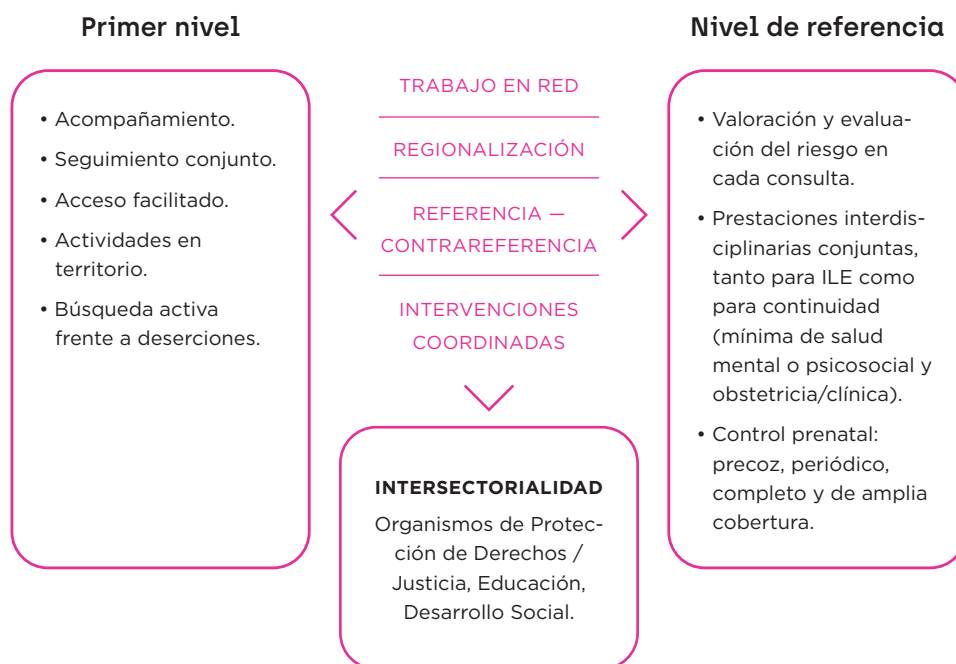 Primer nivel
• Acompañamiento.
• Seguimiento conjunto.
• Acceso facilitado.
• Actividades en
territorio.
• Búsqueda activa
frente a deserciones.
TRABAJO EN RED
REGIONALIZACIÓN
REFERENCIA —
CONTRAREFERENCIA
INTERVENCIONES
COORDINADAS
INTERSECTORIALIDAD
Organismos de Protec-
ción de Derechos /
Justicia, Educación,
Desarrollo Social.
Nivel de referencia
• Valoración y evalua-
ción del riesgo en
cada consulta.
• Prestaciones interdis-
ciplinarias conjuntas,
tanto para ILE como
para continuidad
(mínima de salud
mental o psicosocial y
obstetricia/clínica).
• Control prenatal:
precoz, periódico,
completo y de amplia
cobertura.